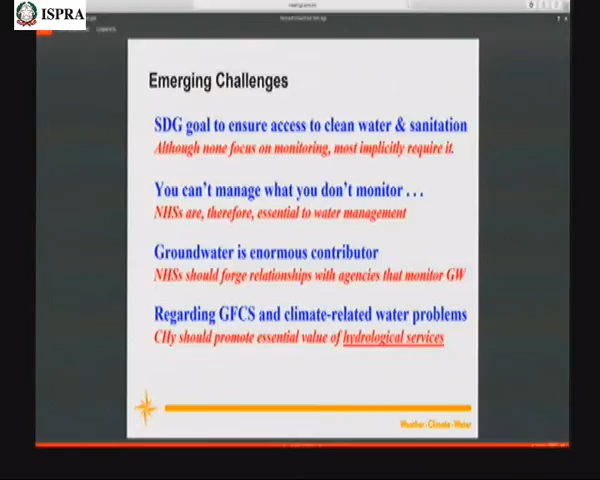 ISPRA
Emerging Challenges
SDG goal to ensure access to clean water & sanitation
Although none focus on monitoring, most implicitly require it.
You can't manage what you don't monitor . . .
NHSs are, therefore, essential to water management
Groundwater is enormous contributor
NHSs should forge relationships with agencies that monitor GW
Regarding GFCS and climate-related water problems
CHy should promote essential value of hydrological services
Weather - Climate - Water